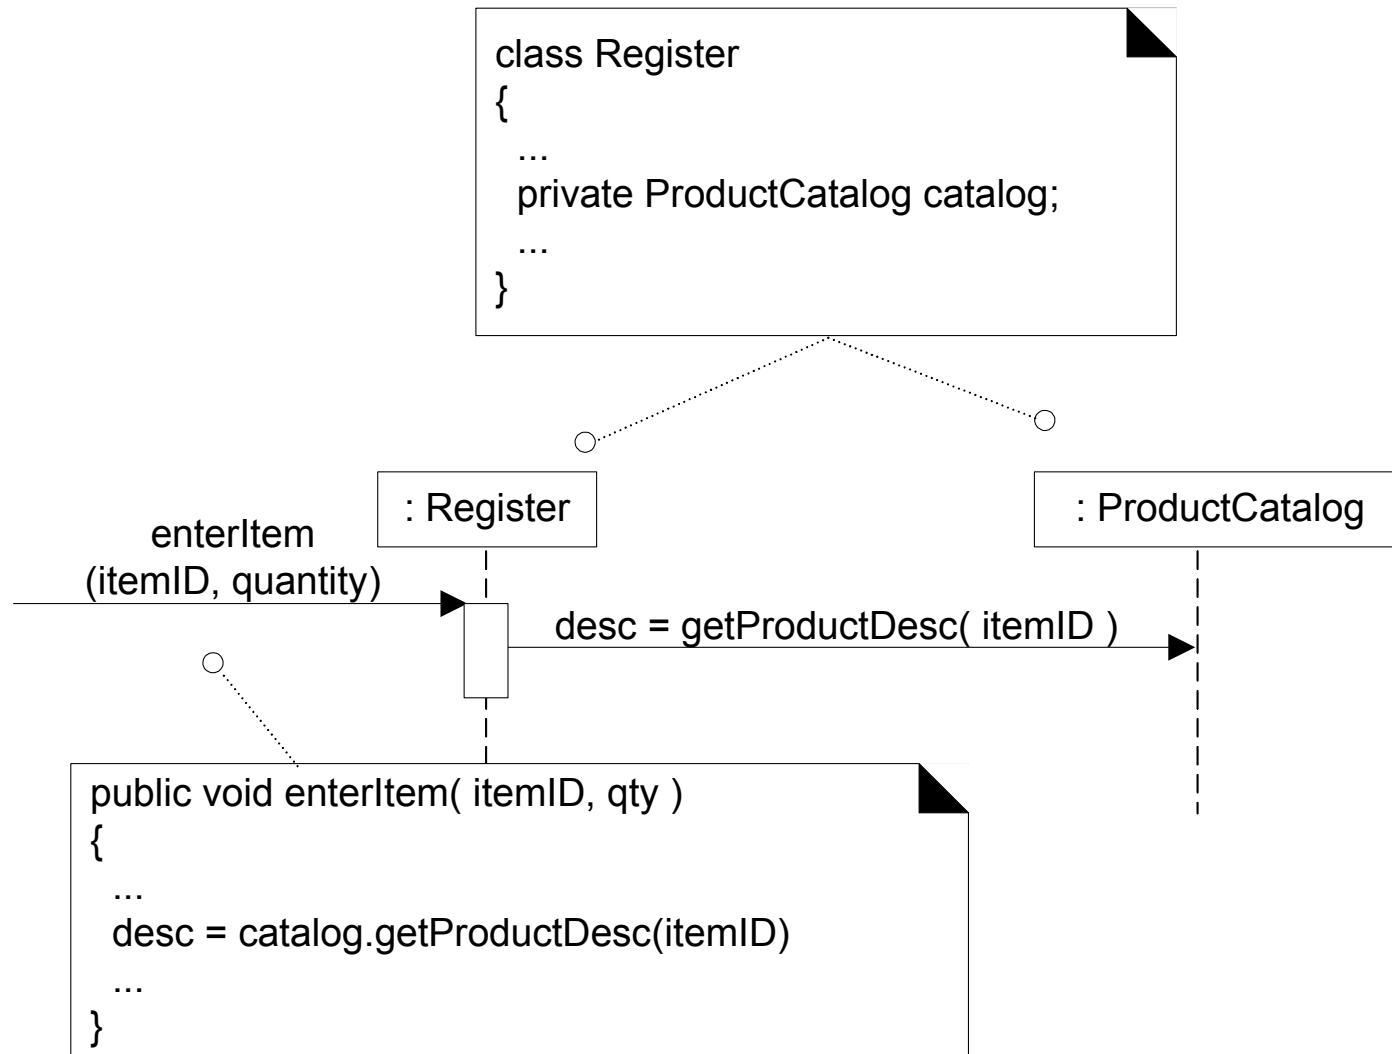 class Register
{
...
private ProductCatalog catalog;
...
}
: Register
: ProductCatalog
enterItem
(itemID, quantity)
desc = getProductDesc( itemID )
public void enterItem( itemID, qty )
{
...
desc = catalog.getProductDesc(itemID)
...
}